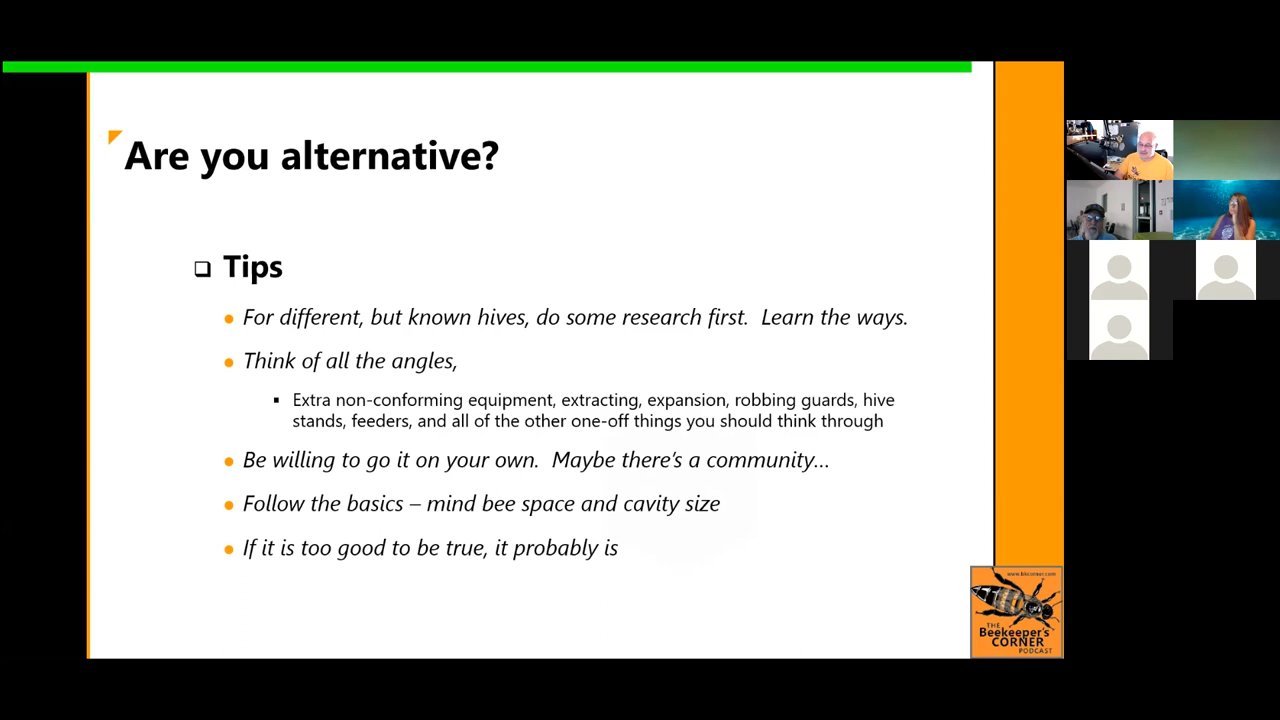 Are you alternative?
Tips
For different, but known hives, do some research first.  Learn the ways.
Think of all the angles,
Extra non-conforming equipment, extracting, expansion, robbing guards, hive
stands, feeders, and all of the other one-off things you should think through
Be willing to go it on your own.  Maybe there's a community...
Follow the basics – mind bee space and cavity size
If it is too good to be true, it probably is
www.bkcorner.com
THE
Beekeeper's
CORNER
PODCAST